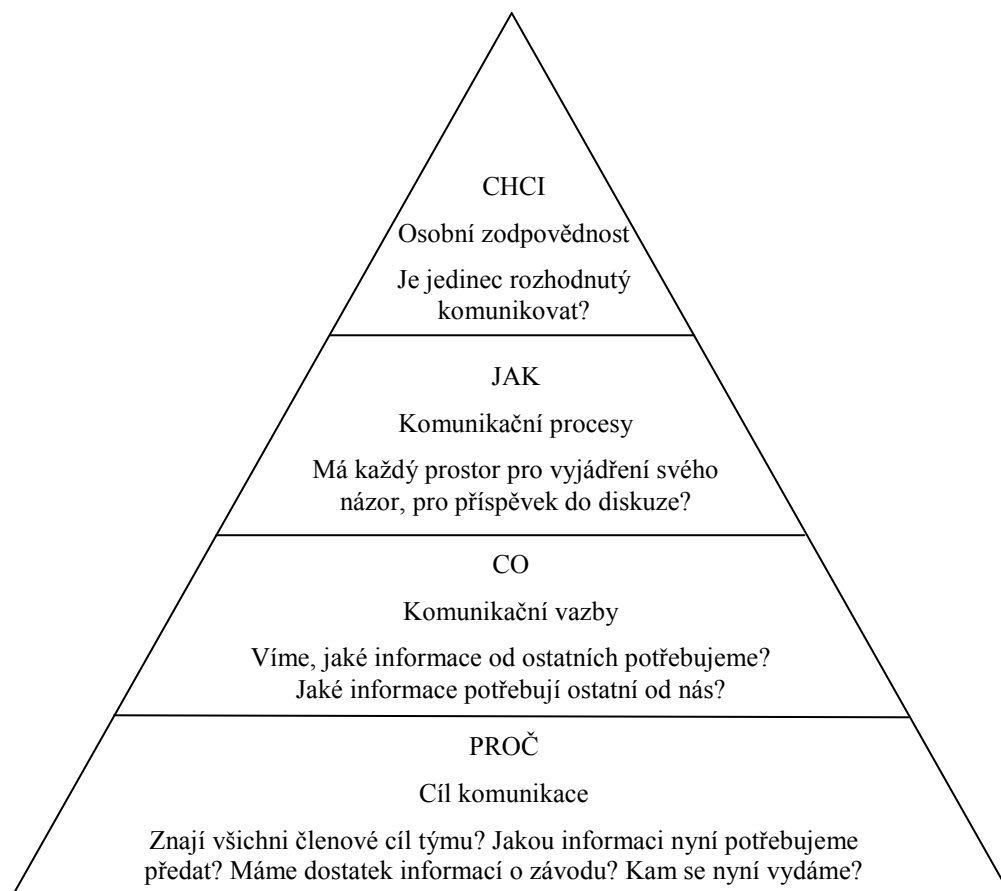 CHCI
Osobní zodpovědnost
Je jedinec rozhodnutý
komunikovat?
JAK
Komunikační procesy
Má každý prostor pro vyjádření svého
názor, pro příspěvek do diskuze?
CO
Komunikační vazby
Víme, jaké informace od ostatních potřebujeme?
Jaké informace potřebují ostatní od nás?
PROČ
Cíl komunikace
Znají všichni členové cíl týmu? Jakou informaci nyní potřebujeme
předat? Máme dostatek informací o závodu? Kam se nyní vydáme?